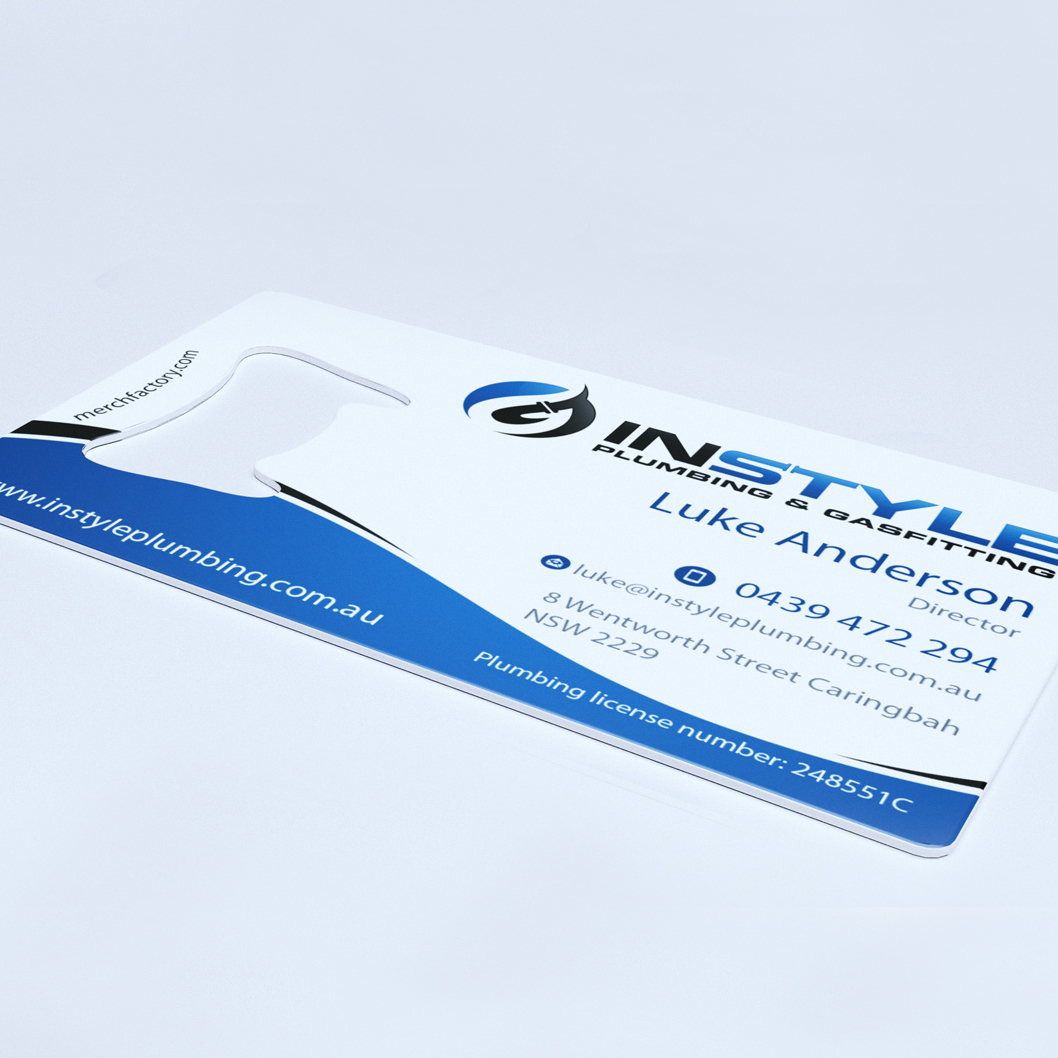 merchfactory.com
INSTYLE
PLUMBING & GASFITTING
Luke Anderson
Director
0439 472 294
luke@instyleplumbing.com.au
8 Wentworth Street Caringbah
NSW 2229
www.instyleplumbing.com.au
Plumbing license number: 248551C